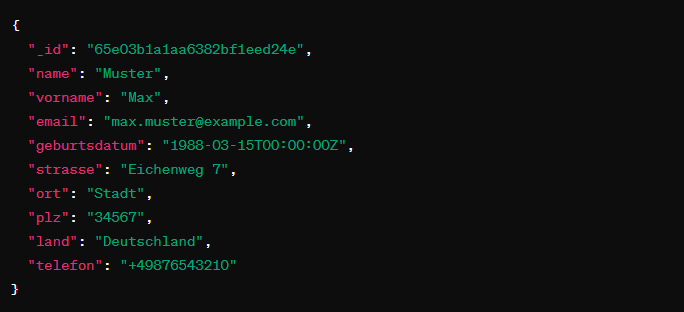 {
"_id": "65e03b1a1aa6382bf1eed24e",
"name": "Muster",
"vorname": "Max",
"email": "max.muster@example.com",
"geburtsdatum": "1988-03-15T00:00:00Z",
"strasse": "Eichenweg 7",
"ort": "Stadt",
"plz": "34567",
"land": "Deutschland",
"telefon": "+49876543210"
}